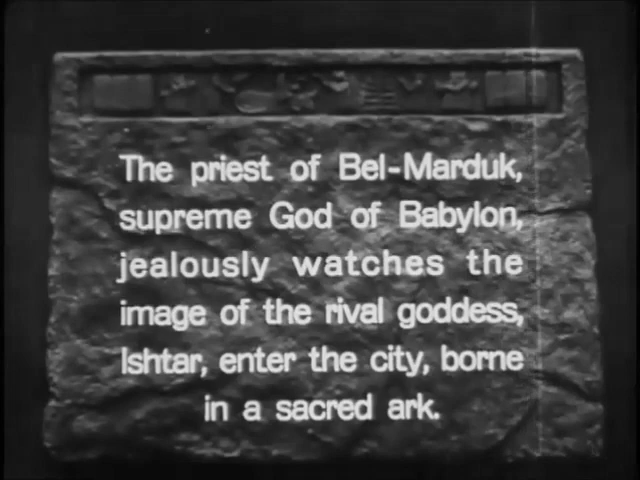 The priest of Bel-Marduk,
supreme God of Babylon,
jealously watches the
image of the rival goddess,
Ishtar, enter the city, borne
in a sacred ark.